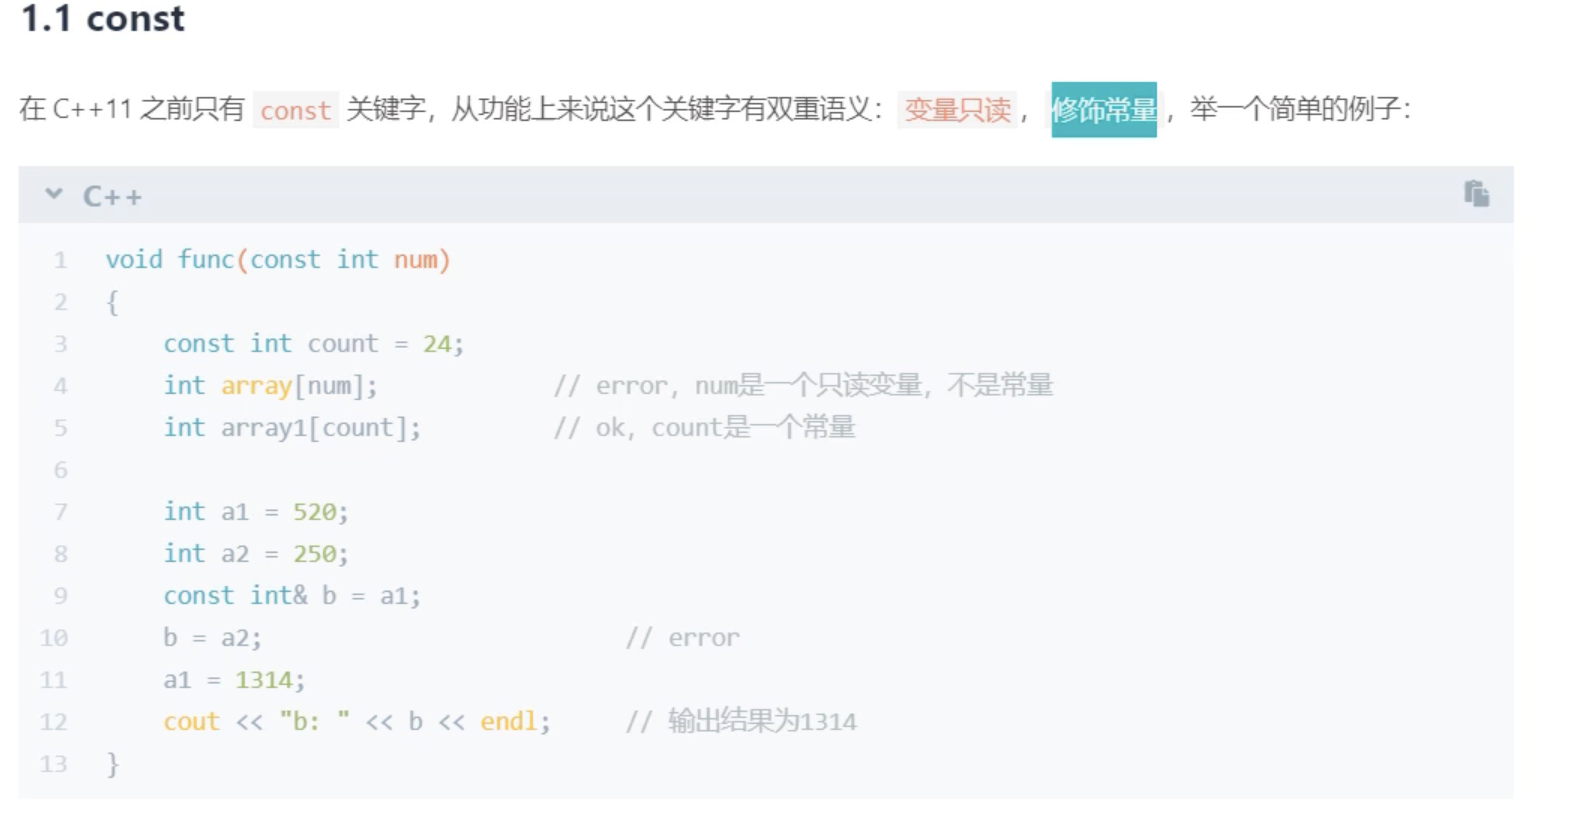 1.1 const
在 C++11 之前只有 const 关键字，从功能上来说这个关键字有双重语义：变量只读，修饰常量，举一个简单的例子：
C++
1 void func(const int num)
2 {
3     const int count = 24;
4     int array[num];            // error，num是一个只读变量，不是常量
5     int array1[count];         // ok，count是一个常量
6
7     int a1 = 520;
8     int a2 = 250;
9     const int& b = a1;
10     b = a2;                         // error
11     a1 = 1314;
12     cout << "b: " << b << endl;     // 输出结果为1314
13 }